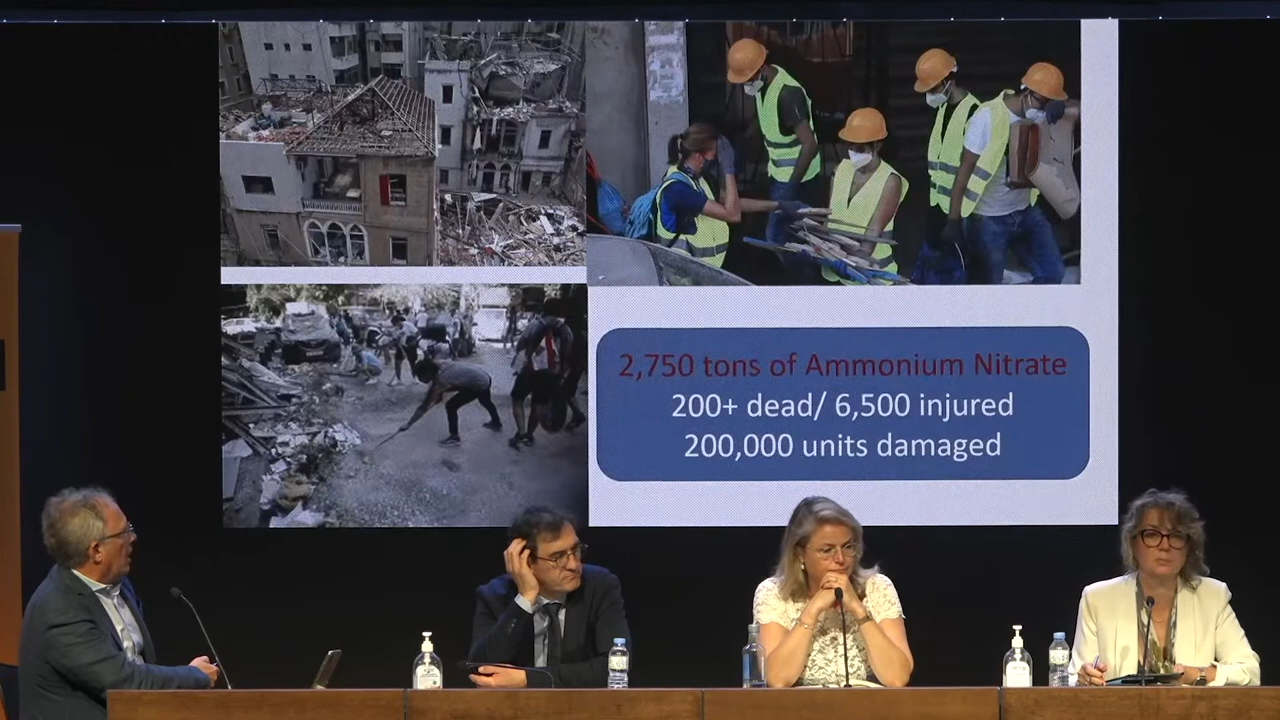 2,750 tons of Ammonium Nitrate
200+ dead/ 6,500 injured
200,000 units damaged